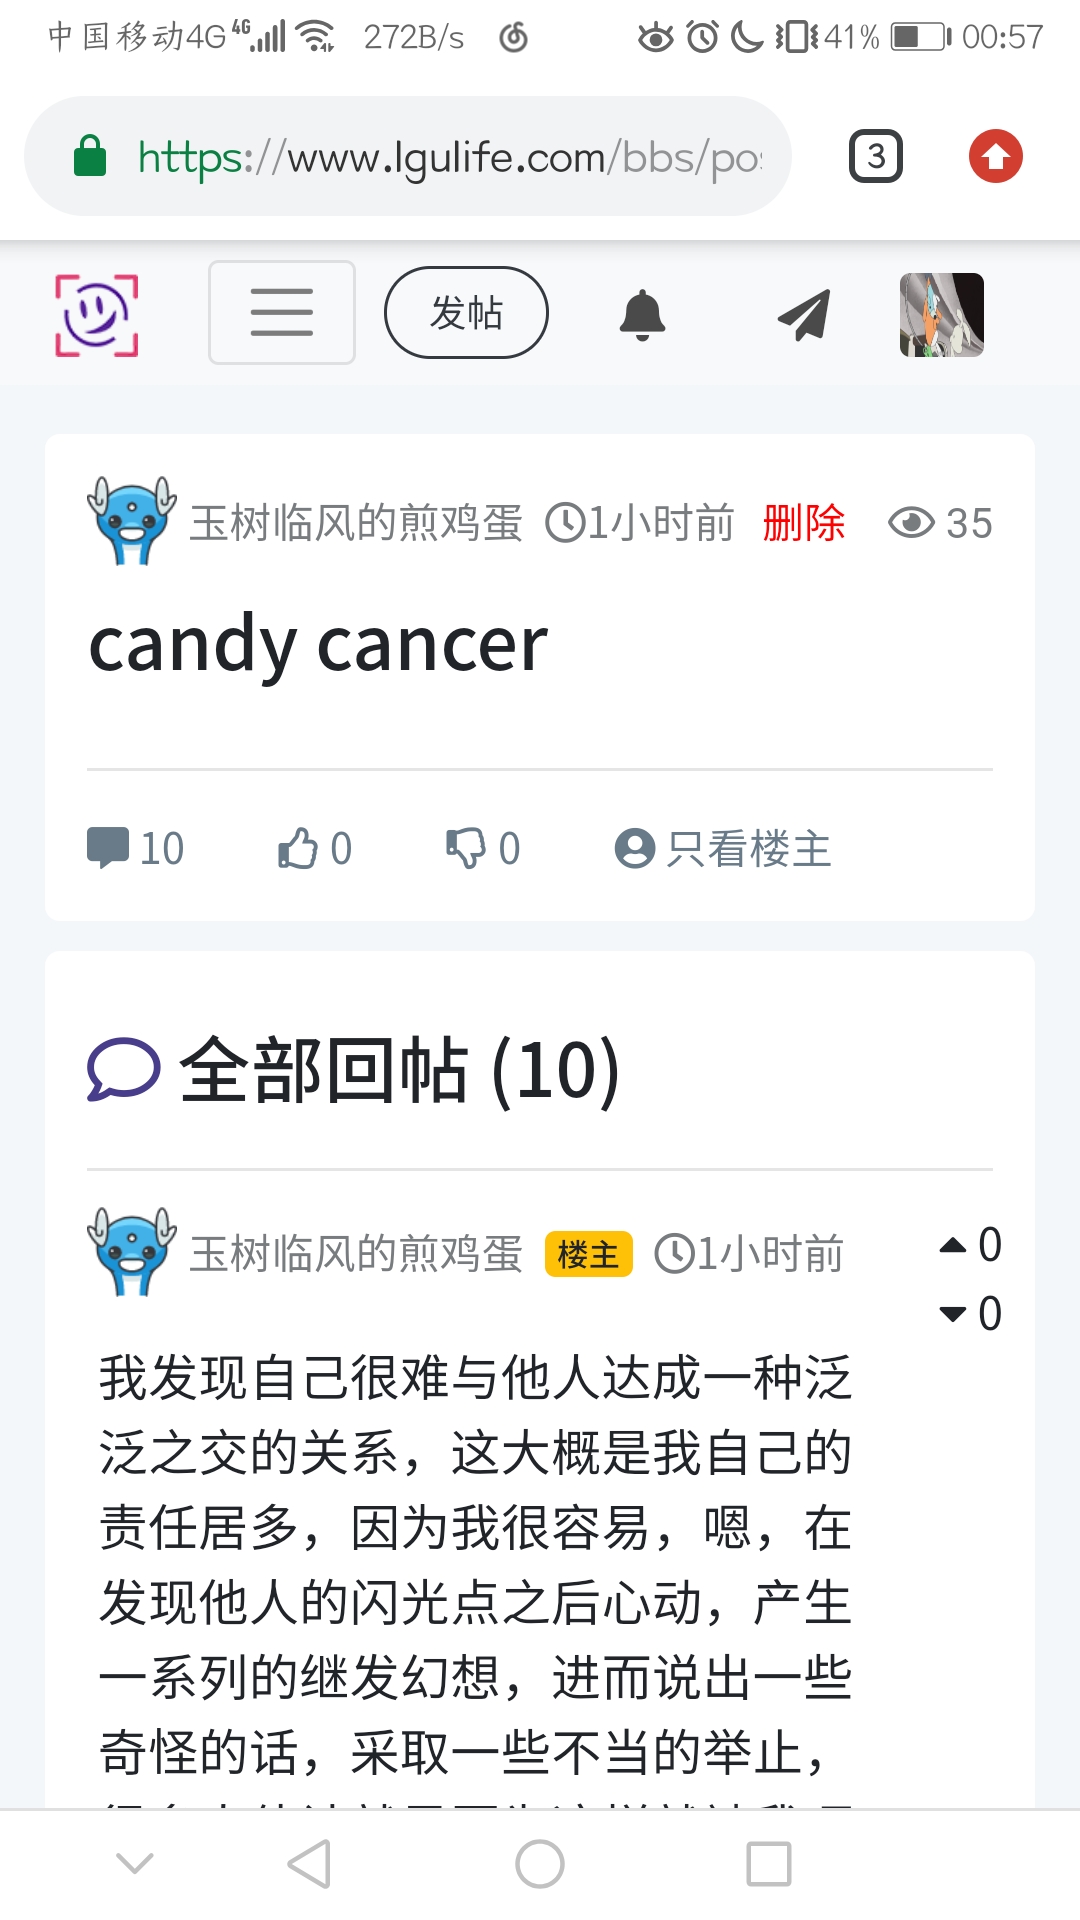 中国移动4G 4G 272B/s 41% 00:57
https://www.lgulife.com/bbs/pos
3
发帖
玉树临风的煎鸡蛋 1小时前 删除 35
candy cancer
10 0 0 只看楼主
全部回帖 (10)
玉树临风的煎鸡蛋 楼主 1小时前 0
0
我发现自己很难与他人达成一种泛
泛之交的关系，这大概是我自己的
责任居多，因为我很容易，嗯，在
发现他人的闪光点之后心动，产生
一系列的继发幻想，进而说出一些
奇怪的话，采取一些不当的举止，